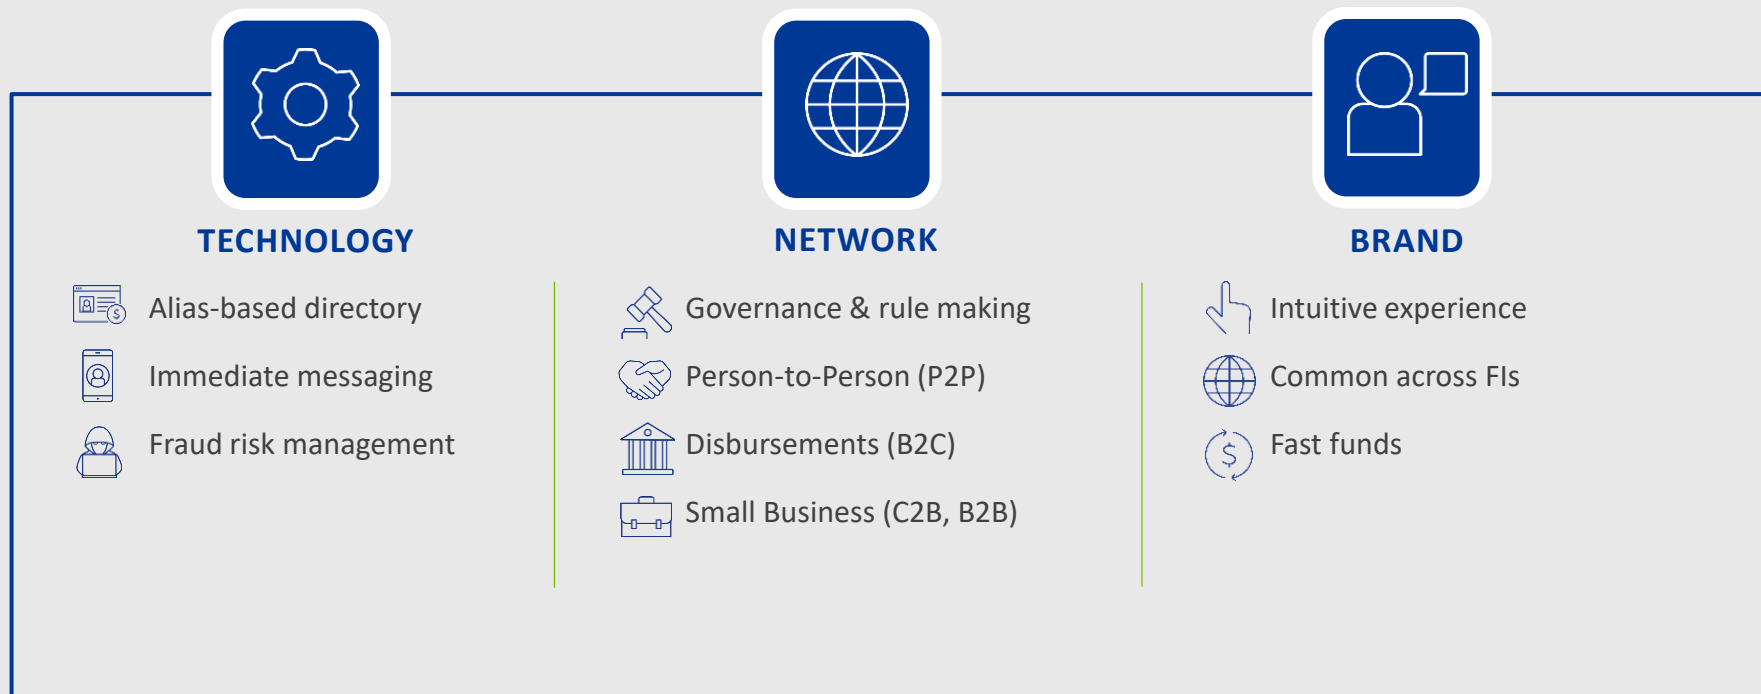 TECHNOLOGY
Alias-based directory
Immediate messaging
Fraud risk management
NETWORK
Governance & rule making
Person-to-Person (P2P)
Disbursements (B2C)
Small Business (C2B, B2B)
BRAND
Intuitive experience
Common across FIs
Fast funds